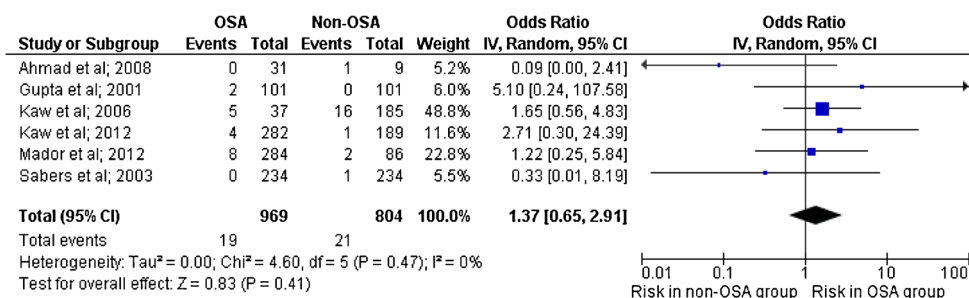 OSA Non-OSA Odds Ratio Odds Ratio
Study or Subgroup Events Total Events Total Weight IV, Random, 95% CI IV, Random, 95% CI
Ahmad et al; 2008 0 31 1 9 5.2% 0.09 [0.00, 2.41]
Gupta et al; 2001 2 101 0 101 6.0% 5.10 [0.24, 107.58]
Kaw et al; 2006 5 37 16 185 48.8% 1.65 [0.56, 4.83]
Kaw et al; 2012 4 282 1 189 11.6% 2.71 [0.30, 24.39]
Mador et al; 2012 8 284 2 86 22.8% 1.22 [0.25, 5.84]
Sabers et al; 2003 0 234 1 234 5.5% 0.33 [0.01, 8.19]
Total (95% CI) 969 804 100.0% 1.37 [0.65, 2.91]
Total events 19 21
Heterogeneity: Tau² = 0.00; Chi² = 4.60, df = 5 (P = 0.47); I² = 0%
Test for overall effect: Z = 0.83 (P = 0.41)
0.01 0.1 1 10 100
Risk in non-OSA group Risk in OSA group